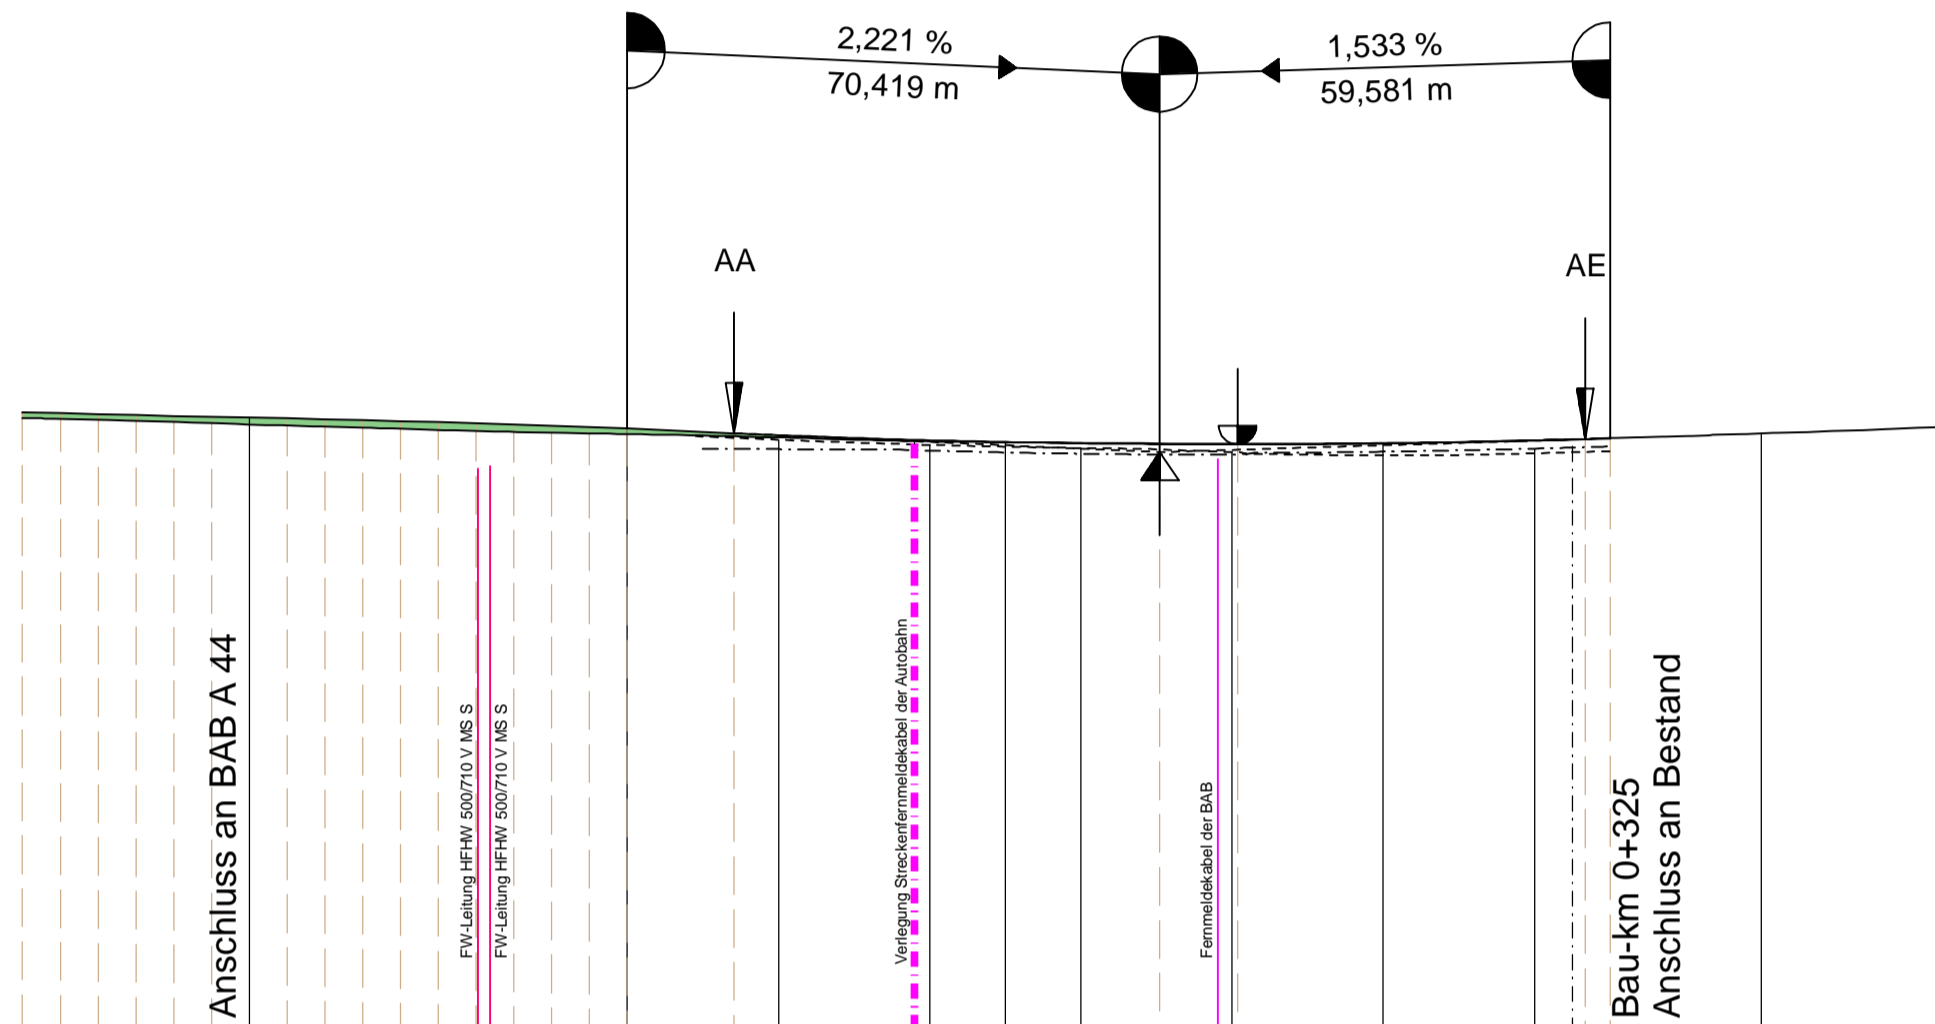 2,221 %
70,419 m
1,533 %
59,581 m
AA
AE
Anschluss an BAB A 44
FW-Leitung HFHW 500/710 V MS S
FW-Leitung HFHW 500/710 V MS S
Verlegung Streckenfernmeldekabel der Autobahn
Fernmeldekabel der BAB
Bau-km 0+325
Anschluss an Bestand